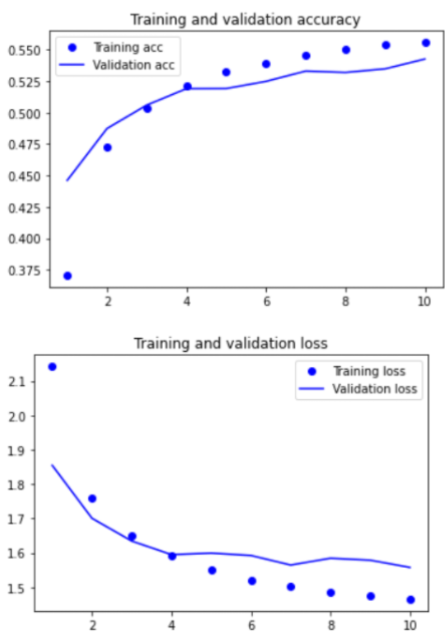 Training and validation accuracy
Training acc
Validation acc
0.550
0.525
0.500
0.475
0.450
0.425
0.400
0.375
2 4 6 8 10
Training and validation loss
Training loss
Validation loss
2.1
2.0
1.9
1.8
1.7
1.6
1.5
2 4 6 8 10